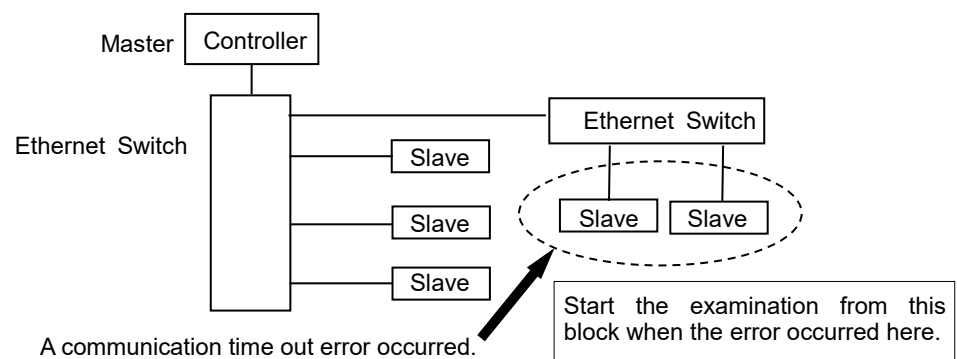 Master
Controller
Ethernet Switch
Ethernet Switch
Slave
Slave
Slave
Slave
Slave
Start the examination from this
block when the error occurred here.
A communication time out error occurred.